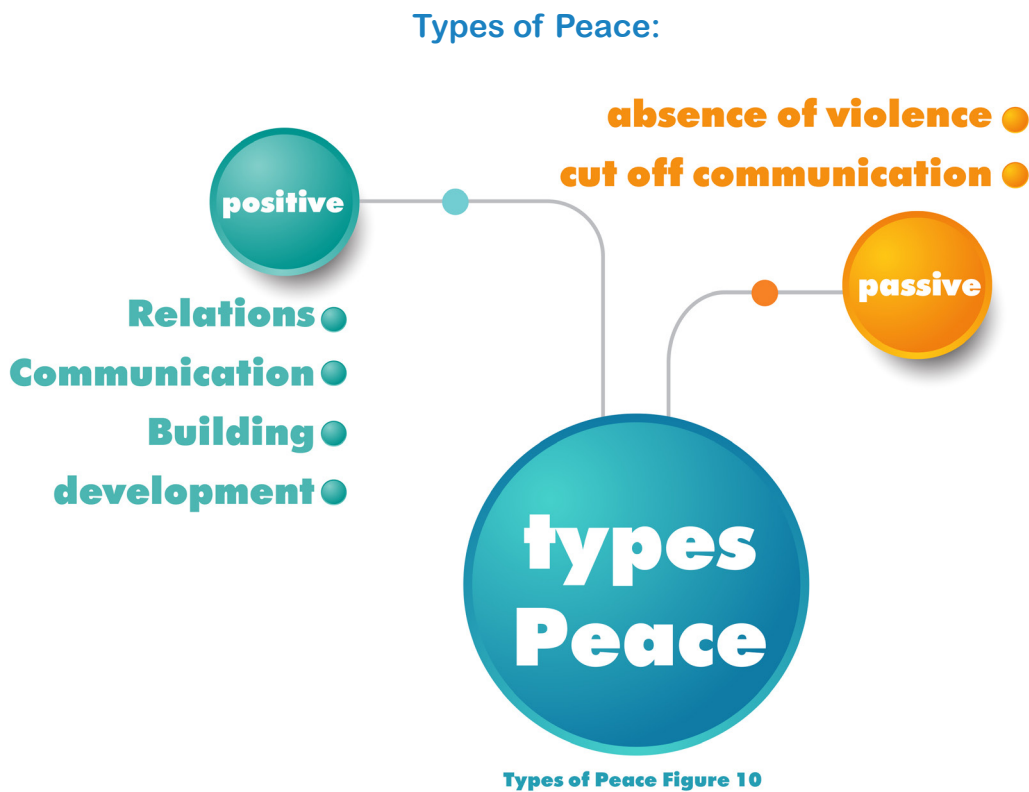 Types of Peace:
positive
Relations
Communication
Building
development
absence of violence
cut off communication
passive
types
Peace
Types of Peace Figure 10